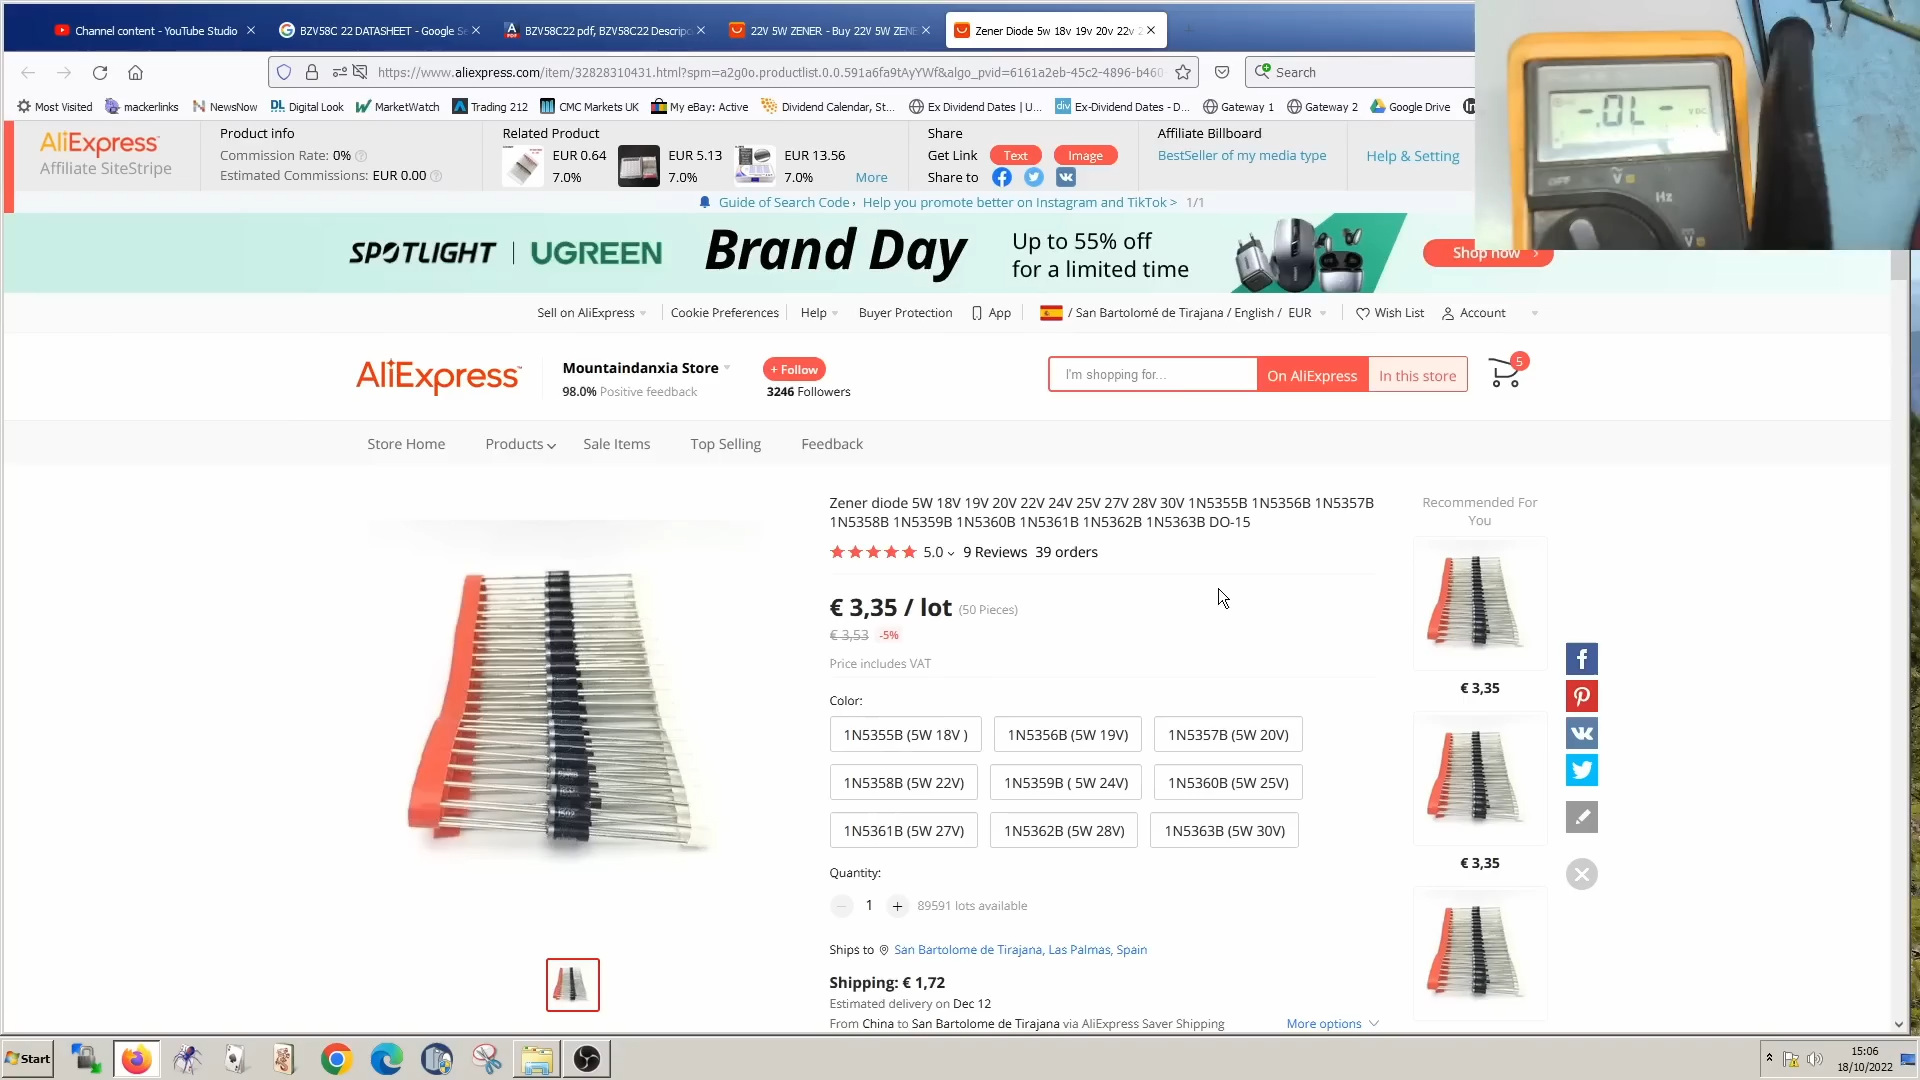 Channel content - YouTube Studio
BZV58C 22 DATASHEET - Google Se
BZV58C22 pdf, BZV58C22 Descripc
22V 5W ZENER - Buy 22V 5W ZENE
Zener Diode 5w 18v 19v 20v 22v 2
https://www.aliexpress.com/item/32828310431.html?spm=a2g0o.productlist.0.0.591a6fa9tAyYWf&algo_pvid=6161a2eb-45c2-4896-b460
Search
Most Visited
mackerlinks
NewsNow
Digital Look
MarketWatch
Trading 212
CMC Markets UK
My eBay: Active
Dividend Calendar, St...
Ex Dividend Dates | U...
Ex-Dividend Dates - D...
Gateway 1
Gateway 2
Google Drive
AliExpress™
Affiliate SiteStripe
Product info
Commission Rate: 0%
Estimated Commissions: EUR 0.00
Related Product
EUR 0.64
7.0%
EUR 5.13
7.0%
EUR 13.56
7.0%
More
Share
Get Link
Text
Image
Share to
Affiliate Billboard
BestSeller of my media type
Help & Setting
Guide of Search Code
Help you promote better on Instagram and TikTok >
1/1
.OL
VDC
OFF
Hz
SPOTLIGHT | UGREEN
Brand Day
Up to 55% off
for a limited time
Shop now >
Sell on AliExpress
Cookie Preferences
Help
Buyer Protection
App
/ San Bartolomé de Tirajana / English / EUR
Wish List
Account
AliExpress™
Mountaindanxia Store
98.0% Positive feedback
+ Follow
3246 Followers
I'm shopping for...
On AliExpress
In this store
5
Store Home
Products
Sale Items
Top Selling
Feedback
Zener diode 5W 18V 19V 20V 22V 24V 25V 27V 28V 30V 1N5355B 1N5356B 1N5357B
1N5358B 1N5359B 1N5360B 1N5361B 1N5362B 1N5363B DO-15
5.0
9 Reviews
39 orders
€ 3,35 / lot (50 Pieces)
€ 3,53 -5%
Price includes VAT
Color:
1N5355B (5W 18V )
1N5356B (5W 19V)
1N5357B (5W 20V)
1N5358B (5W 22V)
1N5359B ( 5W 24V)
1N5360B (5W 25V)
1N5361B (5W 27V)
1N5362B (5W 28V)
1N5363B (5W 30V)
Quantity:
1
89591 lots available
Ships to
San Bartolome de Tirajana, Las Palmas, Spain
Shipping: € 1,72
Estimated delivery on Dec 12
From China to San Bartolome de Tirajana via AliExpress Saver Shipping
More options
Recommended For
You
€ 3,35
€ 3,35
Start
15:06
18/10/2022